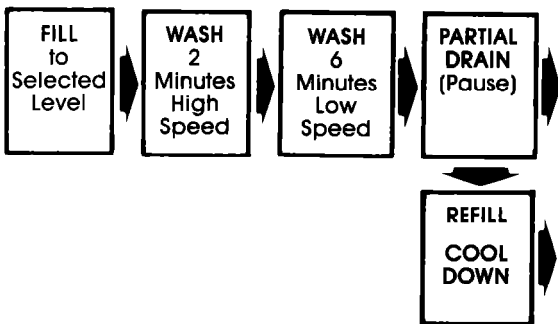 FILL
to
Selected
Level
WASH
2
Minutes
High
Speed
WASH
6
Minutes
Low
Speed
PARTIAL
DRAIN
(Pause)
REFILL
COOL
DOWN